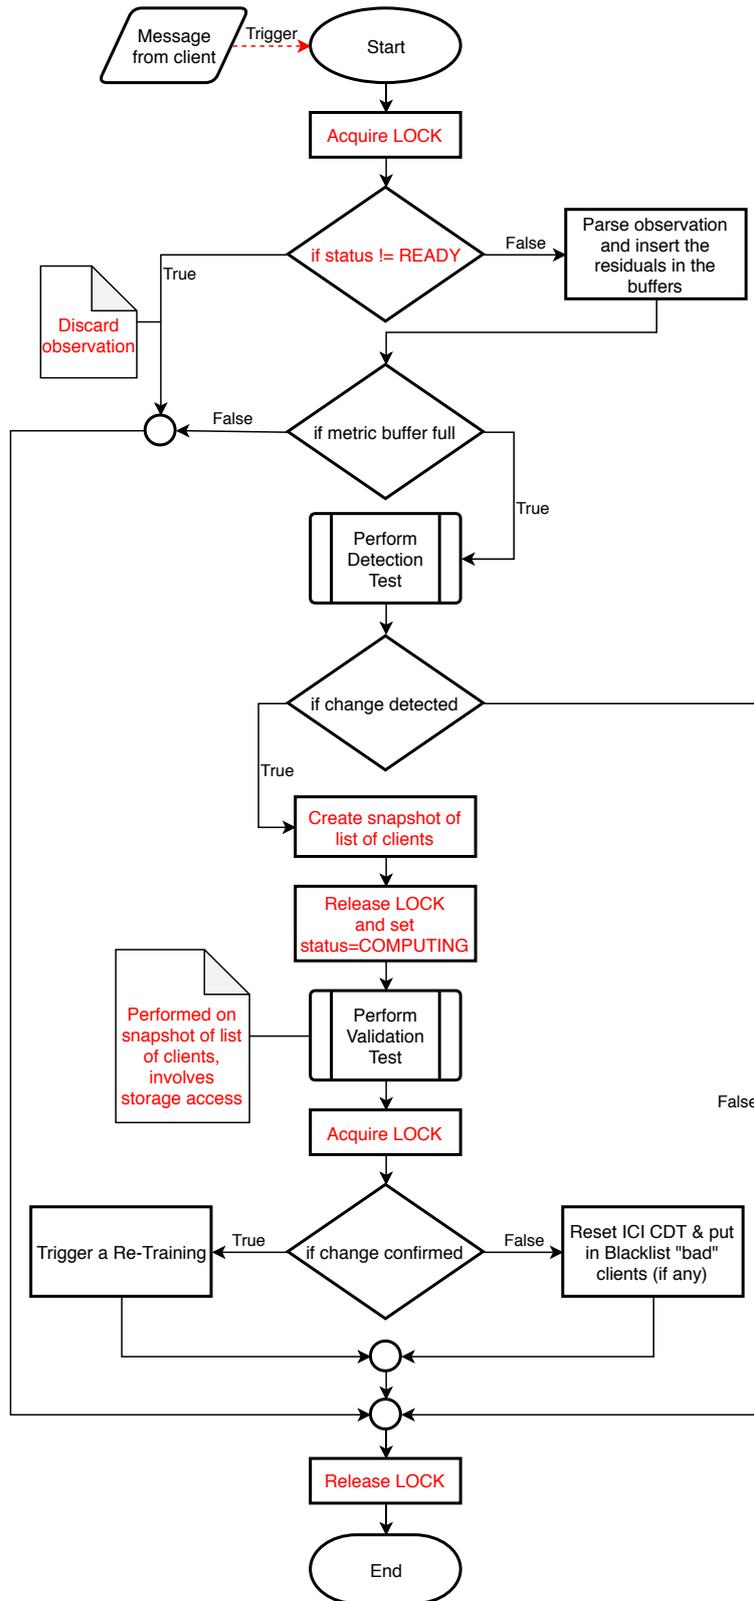 Message
from client
Trigger
Start
Acquire LOCK
if status != READY
False
Parse observation
and insert the
residuals in the
buffers
True
Discard
observation
if metric buffer full
False
True
Perform
Detection
Test
if change detected
True
Create snapshot of
list of clients
Release LOCK
and set
status=COMPUTING
Performed on
snapshot of list
of clients,
involves
storage access
Perform
Validation
Test
False
Acquire LOCK
if change confirmed
True
Trigger a Re-Training
False
Reset ICI CDT & put
in Blacklist "bad"
clients (if any)
Release LOCK
End